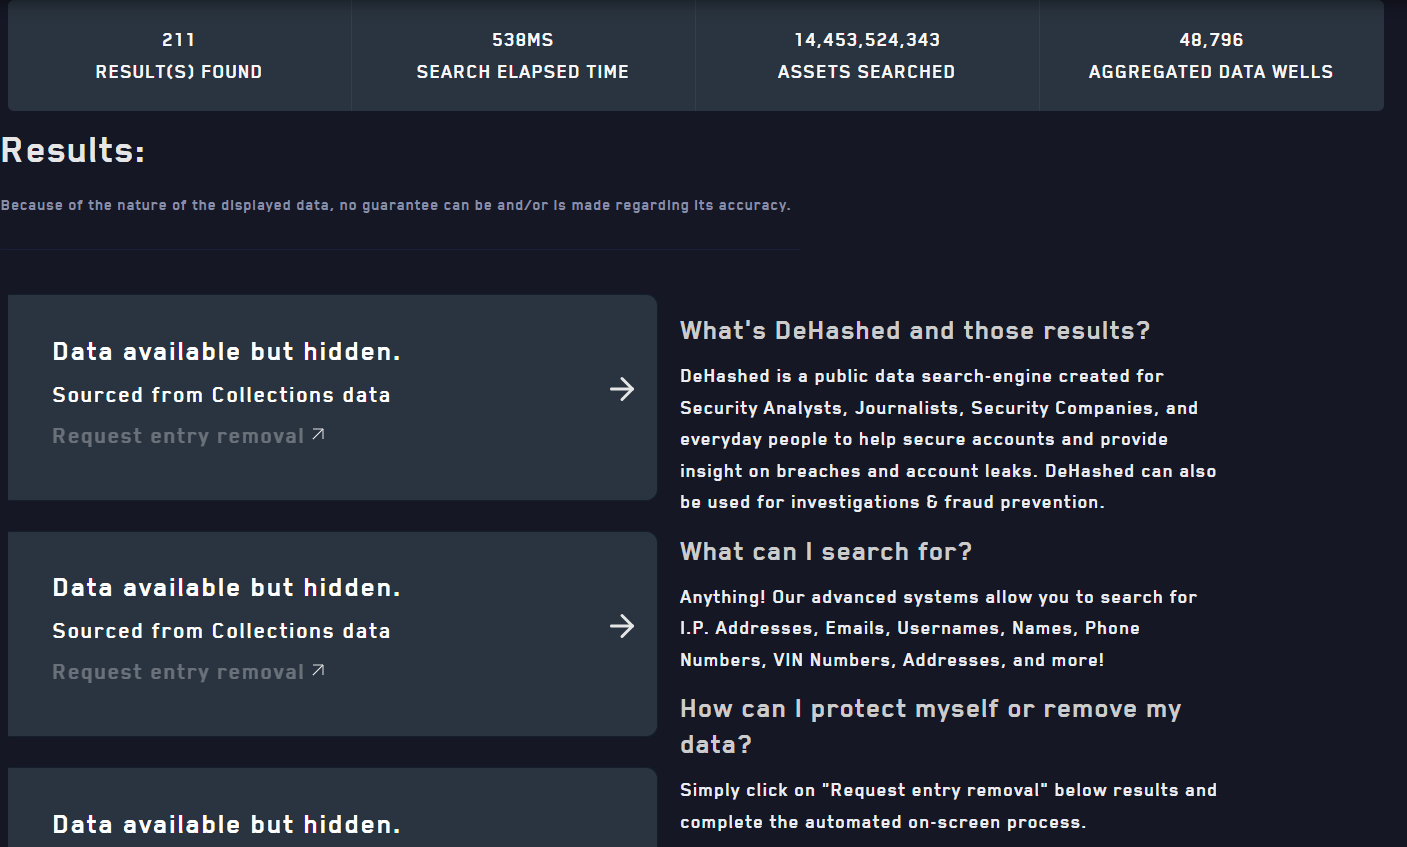 211
RESULT(S) FOUND
538MS
SEARCH ELAPSED TIME
14,453,524,343
ASSETS SEARCHED
48,796
AGGREGATED DATA WELLS
Results:
Because of the nature of the displayed data, no guarantee can be and/or is made regarding its accuracy.
Data available but hidden.
Sourced from Collections data
Request entry removal
Data available but hidden.
Sourced from Collections data
Request entry removal
Data available but hidden.
What's DeHashed and those results?
DeHashed is a public data search-engine created for
Security Analysts, Journalists, Security Companies, and
everyday people to help secure accounts and provide
insight on breaches and account leaks. DeHashed can also
be used for investigations & fraud prevention.
What can I search for?
Anything! Our advanced systems allow you to search for
I.P. Addresses, Emails, Usernames, Names, Phone
Numbers, VIN Numbers, Addresses, and more!
How can I protect myself or remove my
data?
Simply click on "Request entry removal" below results and
complete the automated on-screen process.